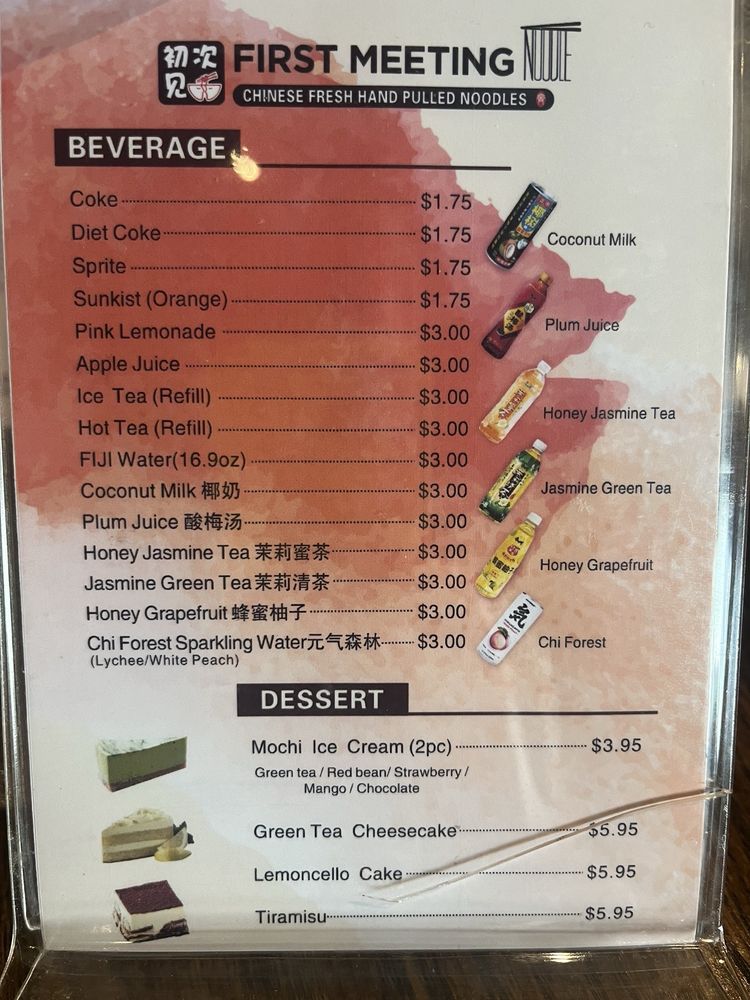 初次见
FIRST MEETING NOODLE
CHINESE FRESH HAND PULLED NOODLES
BEVERAGE
Coke $1.75
Diet Coke $1.75
Sprite $1.75
Sunkist (Orange) $1.75
Pink Lemonade $3.00
Apple Juice $3.00
Ice Tea (Refill) $3.00
Hot Tea (Refill) $3.00
FIJI Water(16.9oz) $3.00
Coconut Milk 椰奶 $3.00
Plum Juice 酸梅汤 $3.00
Honey Jasmine Tea 茉莉蜜茶 $3.00
Jasmine Green Tea 茉莉清茶 $3.00
Honey Grapefruit 蜂蜜柚子 $3.00
Chi Forest Sparkling Water元气森林 $3.00
(Lychee/White Peach)
Coconut Milk
Plum Juice
Honey Jasmine Tea
Jasmine Green Tea
Honey Grapefruit
Chi Forest
DESSERT
Mochi Ice Cream (2pc) $3.95
Green tea / Red bean/ Strawberry /
Mango / Chocolate
Green Tea Cheesecake $5.95
Lemoncello Cake $5.95
Tiramisu $5.95